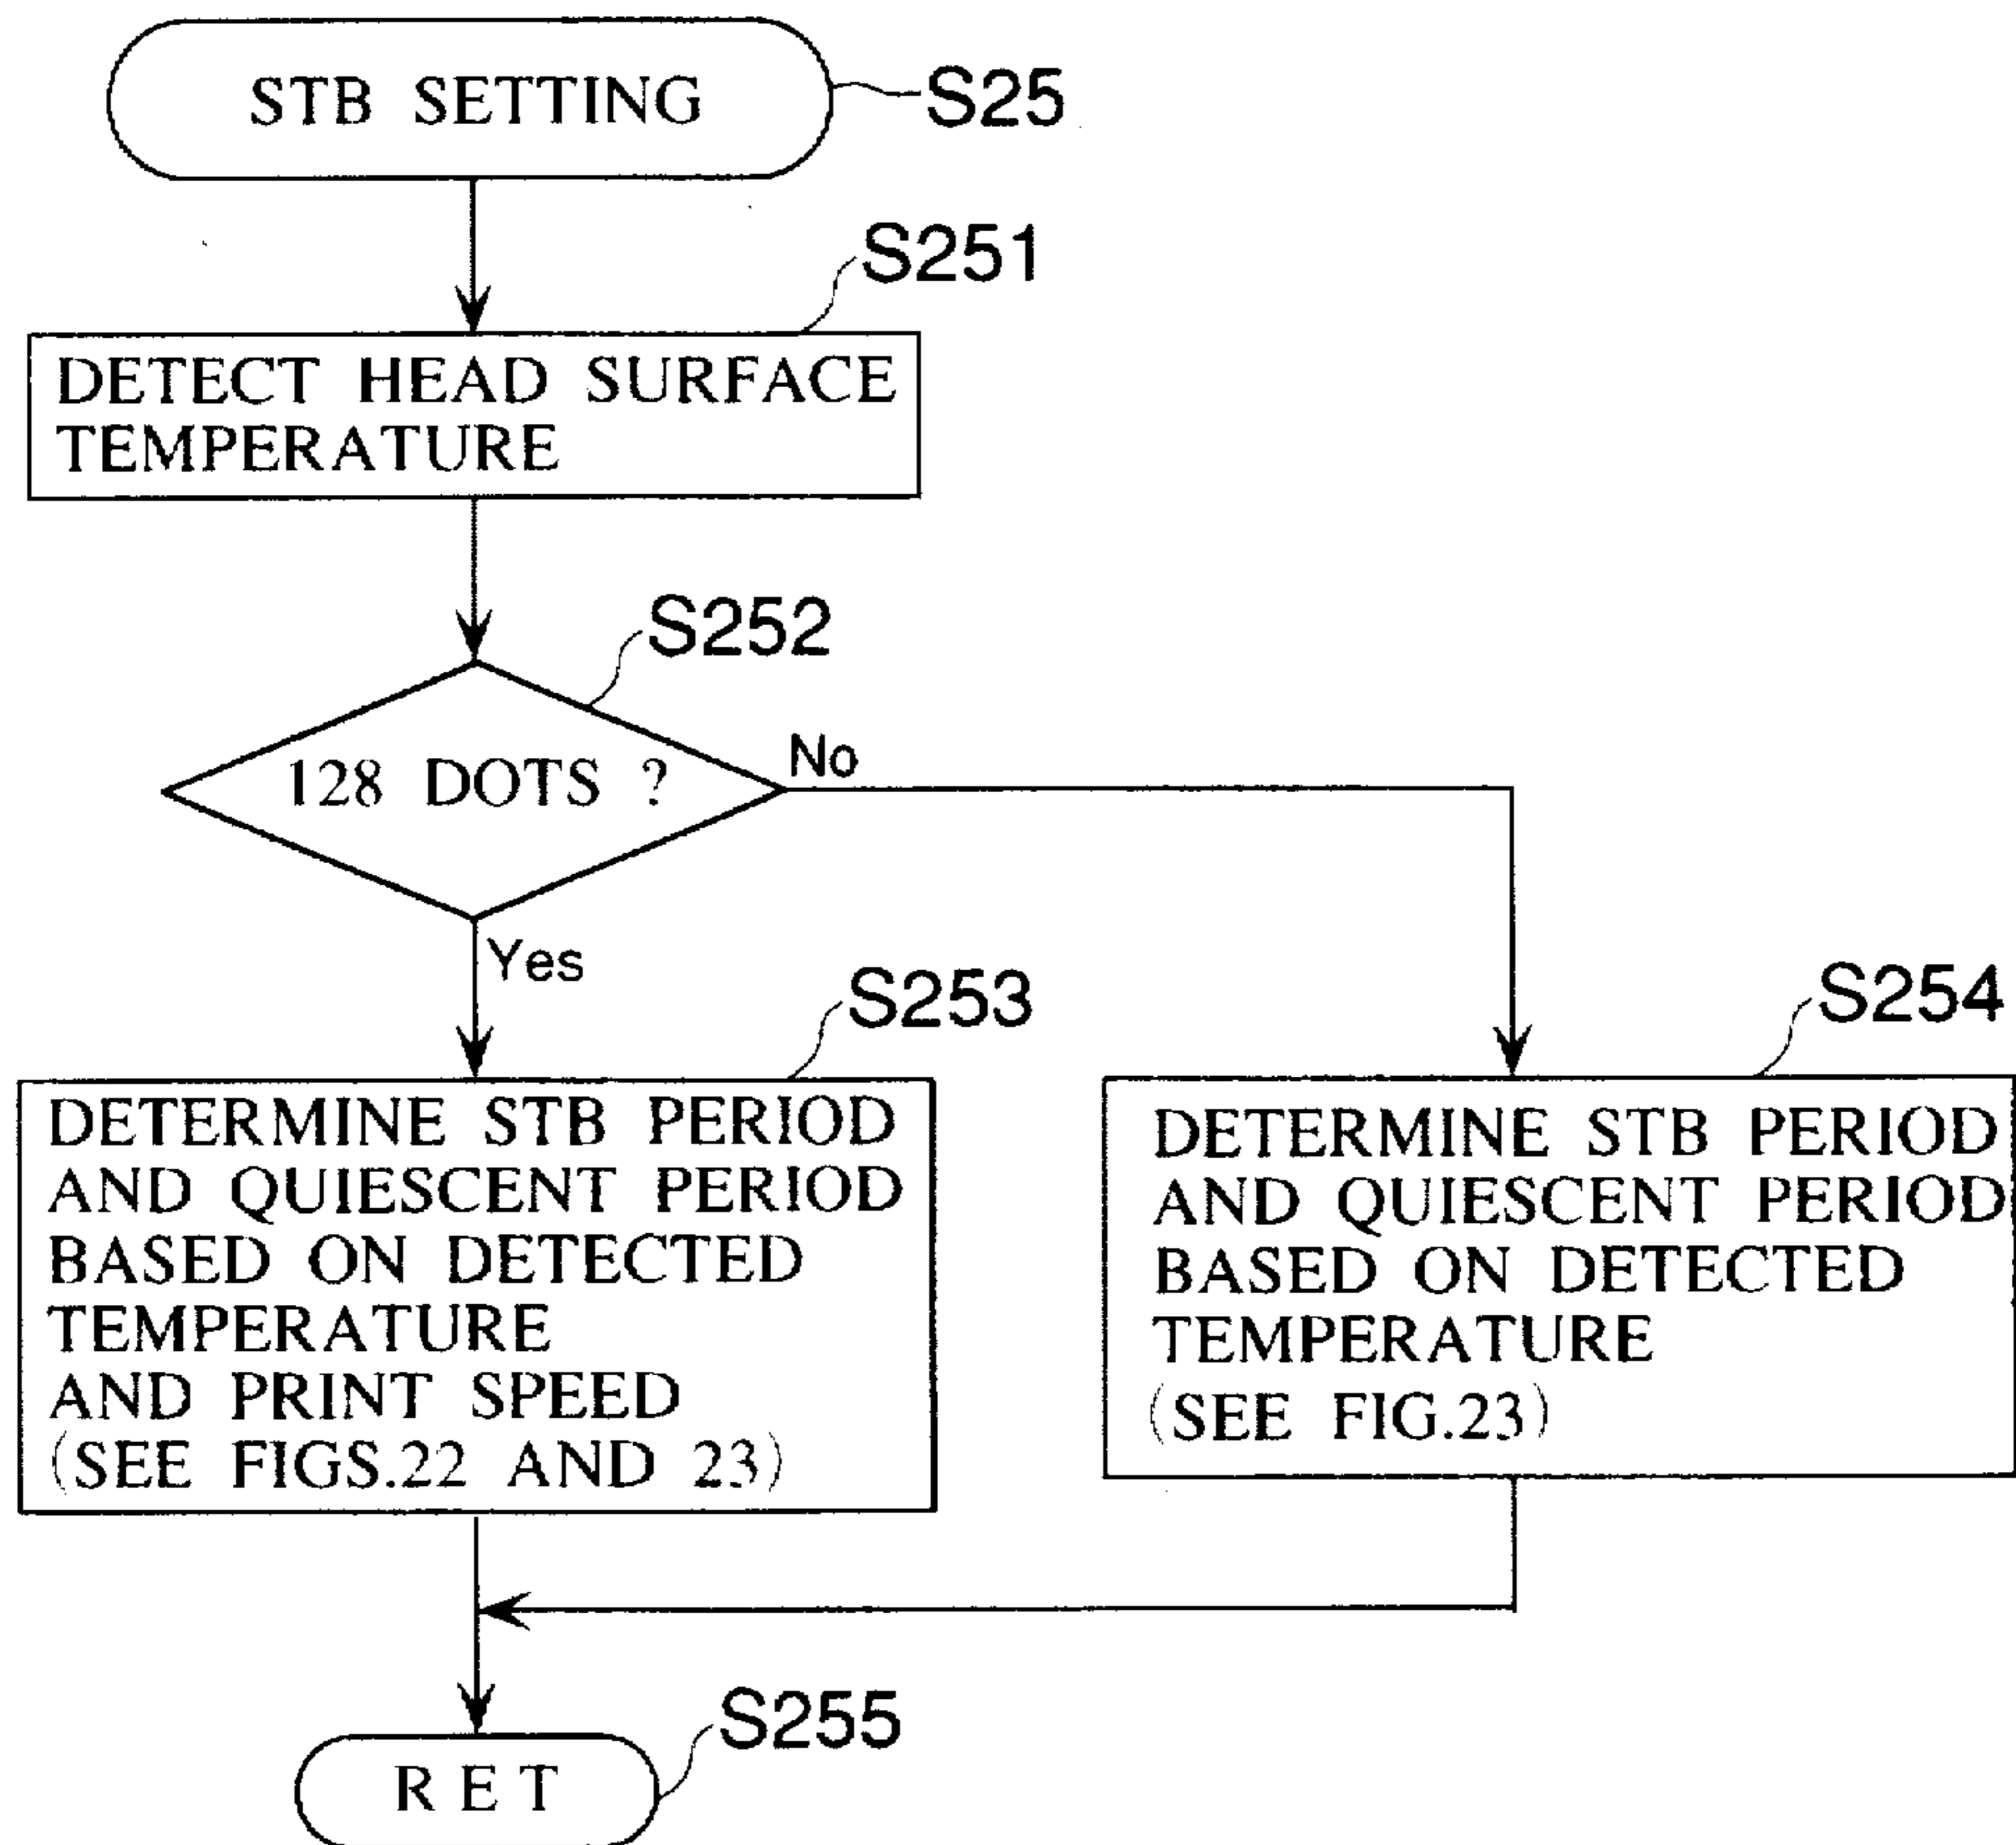 STB SETTING
S25
S251
DETECT HEAD SURFACE
TEMPERATURE
S252
128 DOTS ?
No
Yes
S253
DETERMINE STB PERIOD
AND QUIESCENT PERIOD
BASED ON DETECTED
TEMPERATURE
AND PRINT SPEED
(SEE FIGS.22 AND 23)
S254
DETERMINE STB PERIOD
AND QUIESCENT PERIOD
BASED ON DETECTED
TEMPERATURE
(SEE FIG.23)
S255
RET